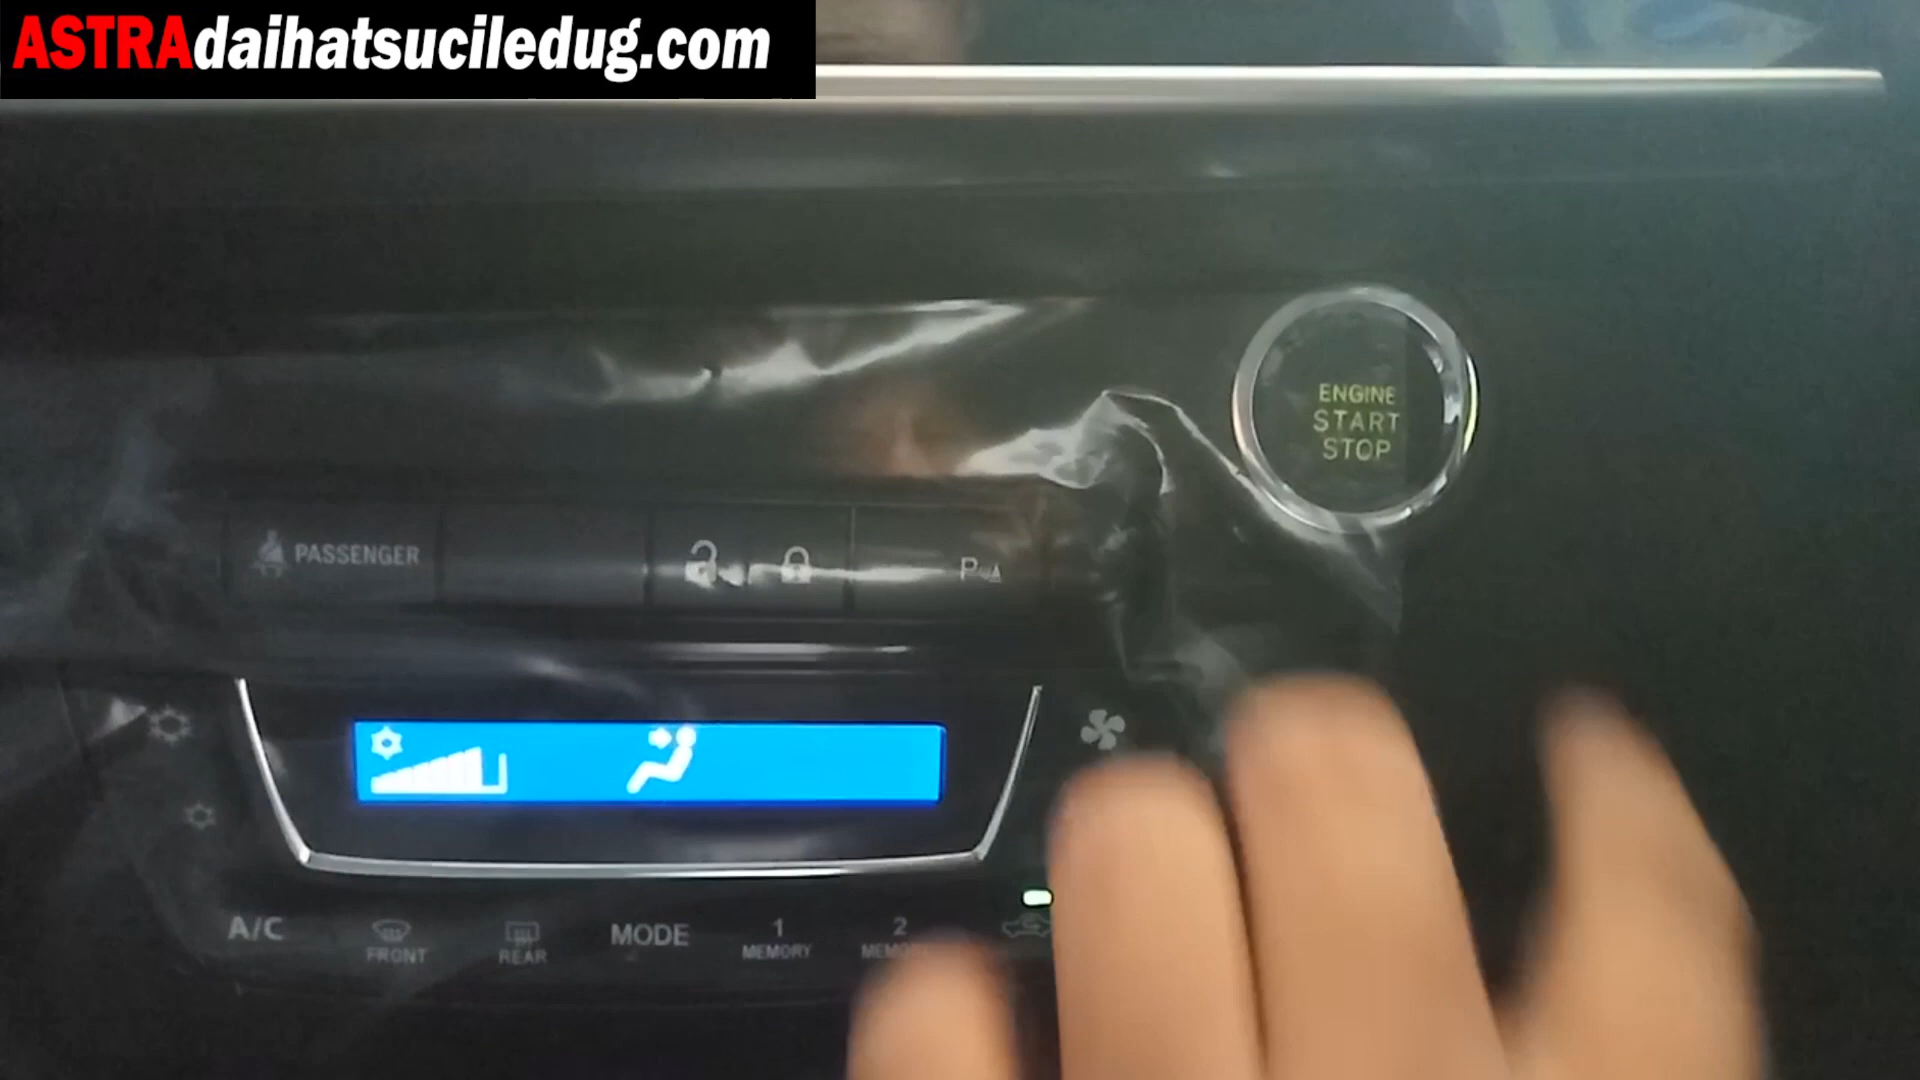 ASTRAdaihatsuciledug.com
ENGINE
START
STOP
PASSENGER
A/C
FRONT
REAR
MODE
1
MEMORY
2